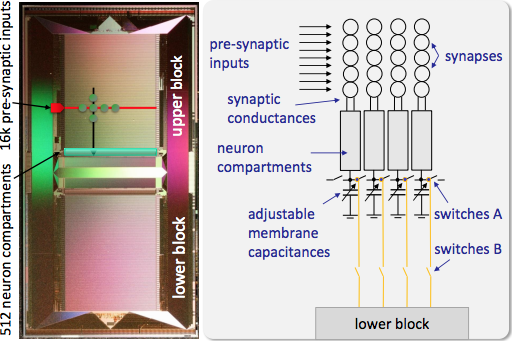 16k pre-synaptic inputs
512 neuron compartments
upper block
lower block
pre-synaptic
inputs
synapses
synaptic
conductances
neuron
compartments
adjustable
membrane
capacitances
switches A
switches B
lower block